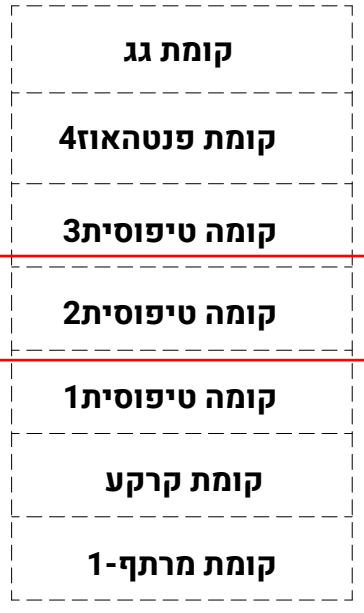 קומת גג
קומת פנטהאוז4
קומה טיפוסית3
קומה טיפוסית2
קומה טיפוסית1
קומת קרקע
קומת מרתף-1